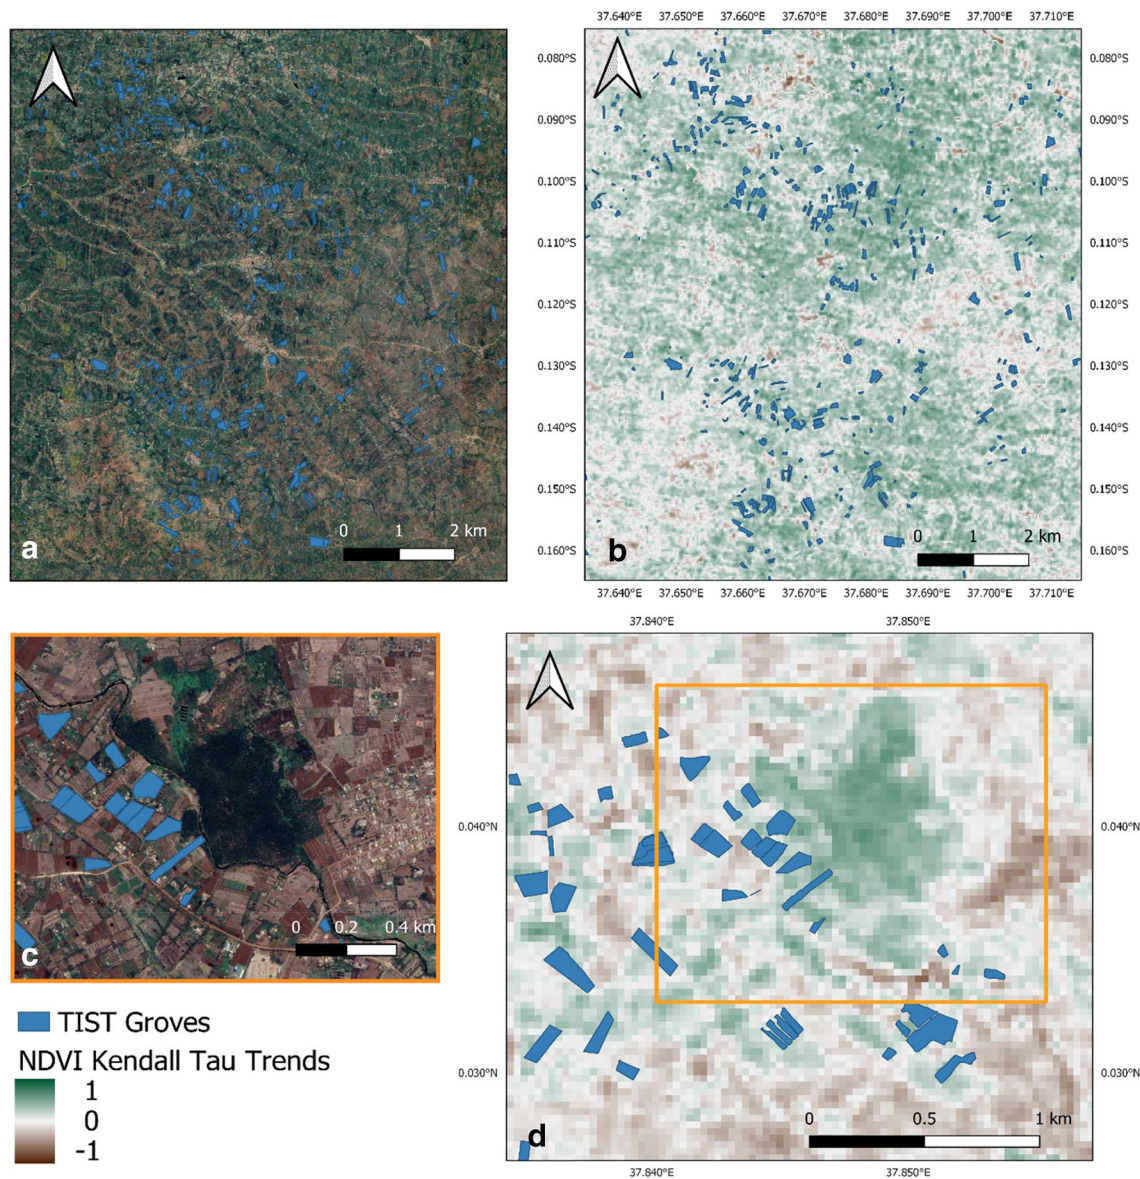 37.640°E 37.650°E 37.660°E 37.670°E 37.680°E 37.690°E 37.700°E 37.710°E
0.080°S 0.080°S
0.090°S 0.090°S
0.100°S 0.100°S
0.110°S 0.110°S
0.120°S 0.120°S
0.130°S 0.130°S
0.140°S 0.140°S
0.150°S 0.150°S
0.160°S 0.160°S
0 1 2 km
a
0 1 2 km
b
37.640°E 37.650°E 37.660°E 37.670°E 37.680°E 37.690°E 37.700°E 37.710°E
37.840°E 37.850°E
0.040°N 0.040°N
0 0.2 0.4 km
c
TIST Groves
NDVI Kendall Tau Trends
1
0
-1
0.030°N 0.030°N
0 0.5 1 km
d
37.840°E 37.850°E